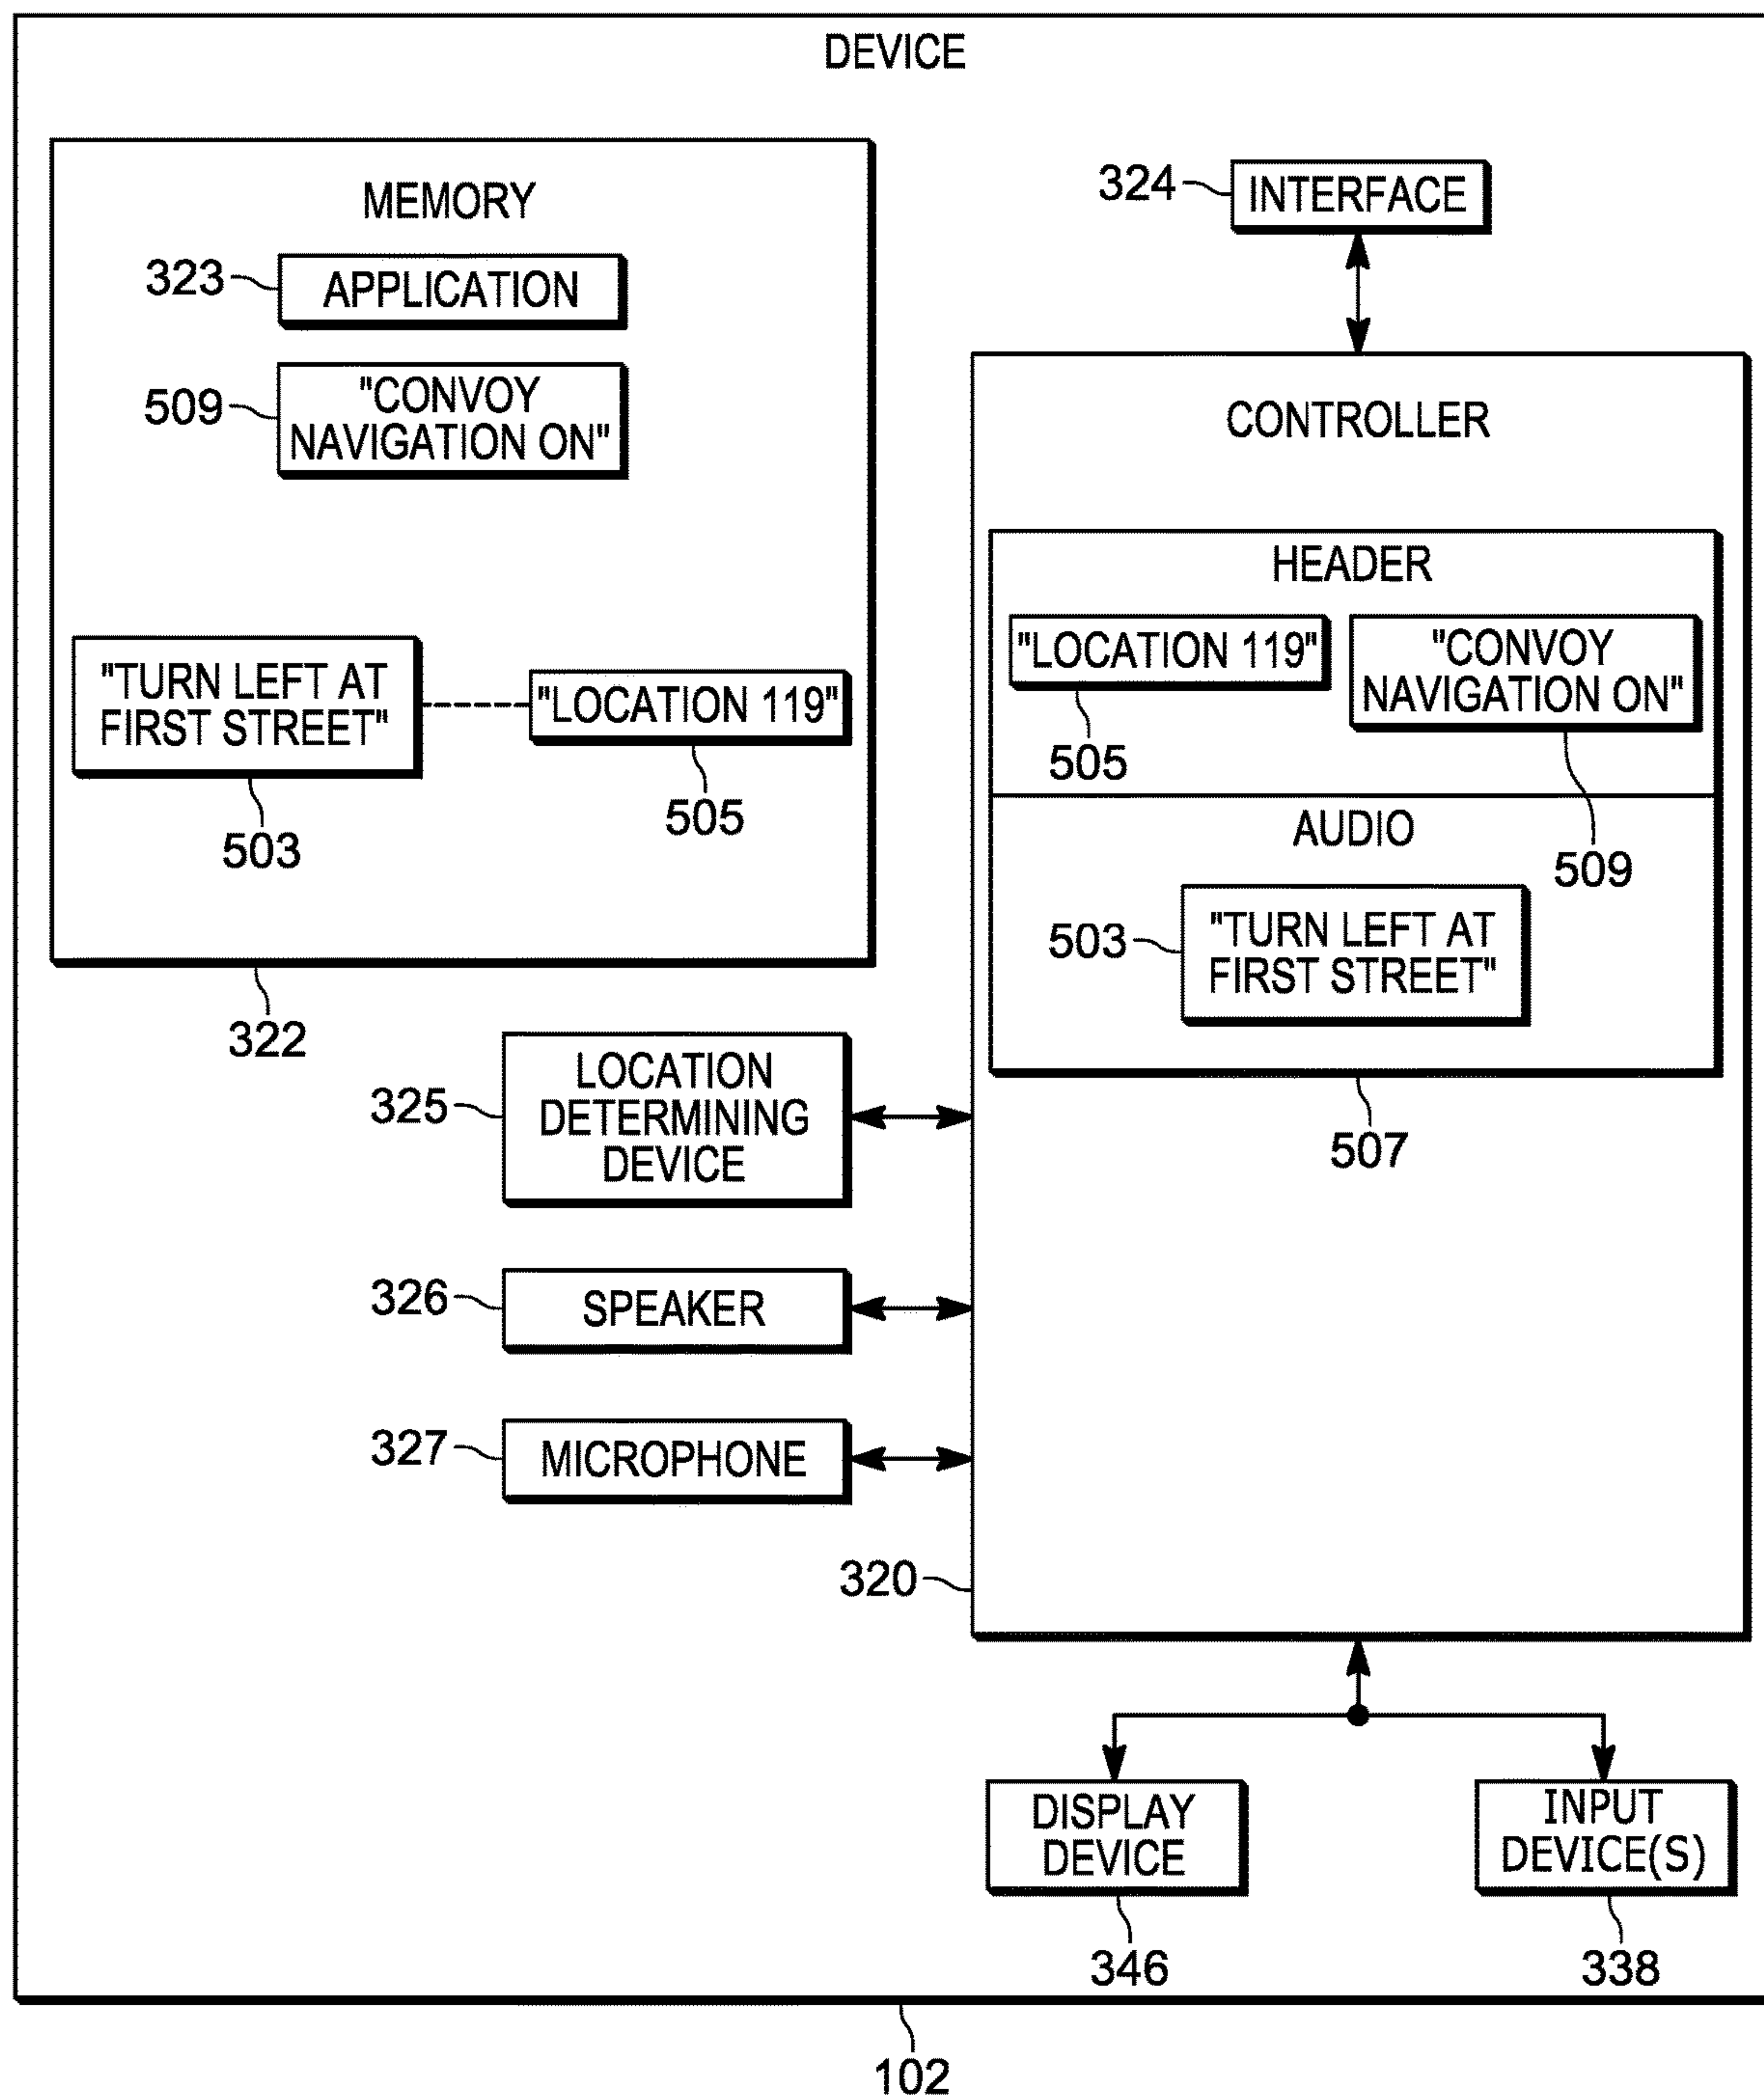 DEVICE
MEMORY
323
APPLICATION
509
"CONVOY
NAVIGATION ON"
"TURN LEFT AT
FIRST STREET"
"LOCATION 119"
503
505
322
324
INTERFACE
CONTROLLER
HEADER
"LOCATION 119"
"CONVOY
NAVIGATION ON"
505
509
AUDIO
503
"TURN LEFT AT
FIRST STREET"
507
325
LOCATION
DETERMINING
DEVICE
326
SPEAKER
327
MICROPHONE
320
DISPLAY
DEVICE
INPUT
DEVICE(S)
346
338
102